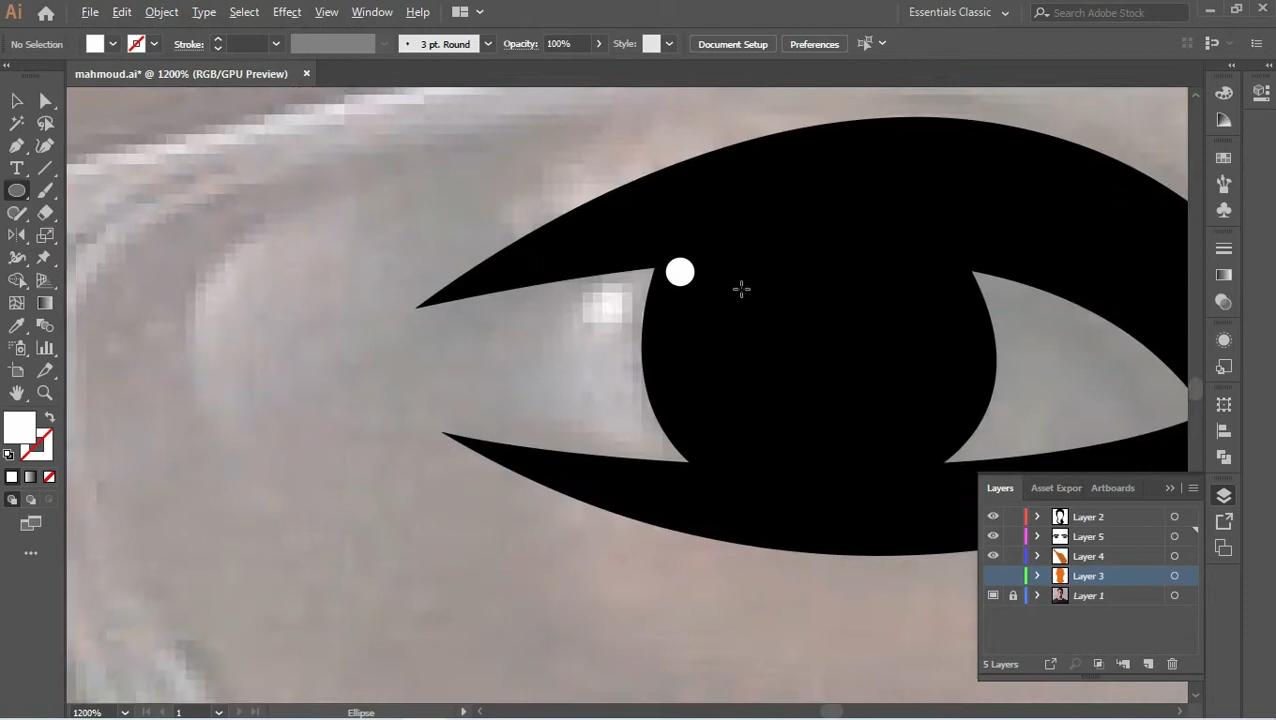 Ai File Edit Object Type Select Effect View Window Help Essentials Classic Search Adobe Stock
No Selection Stroke: 3 pt. Round Opacity: 100% Style: Document Setup Preferences
mahmoud.ai* @ 1200% (RGB/GPU Preview)
Layers Asset Expor Artboards
Layer 2
Layer 5
Layer 4
Layer 3
Layer 1
5 Layers
1200% 1 Ellipse